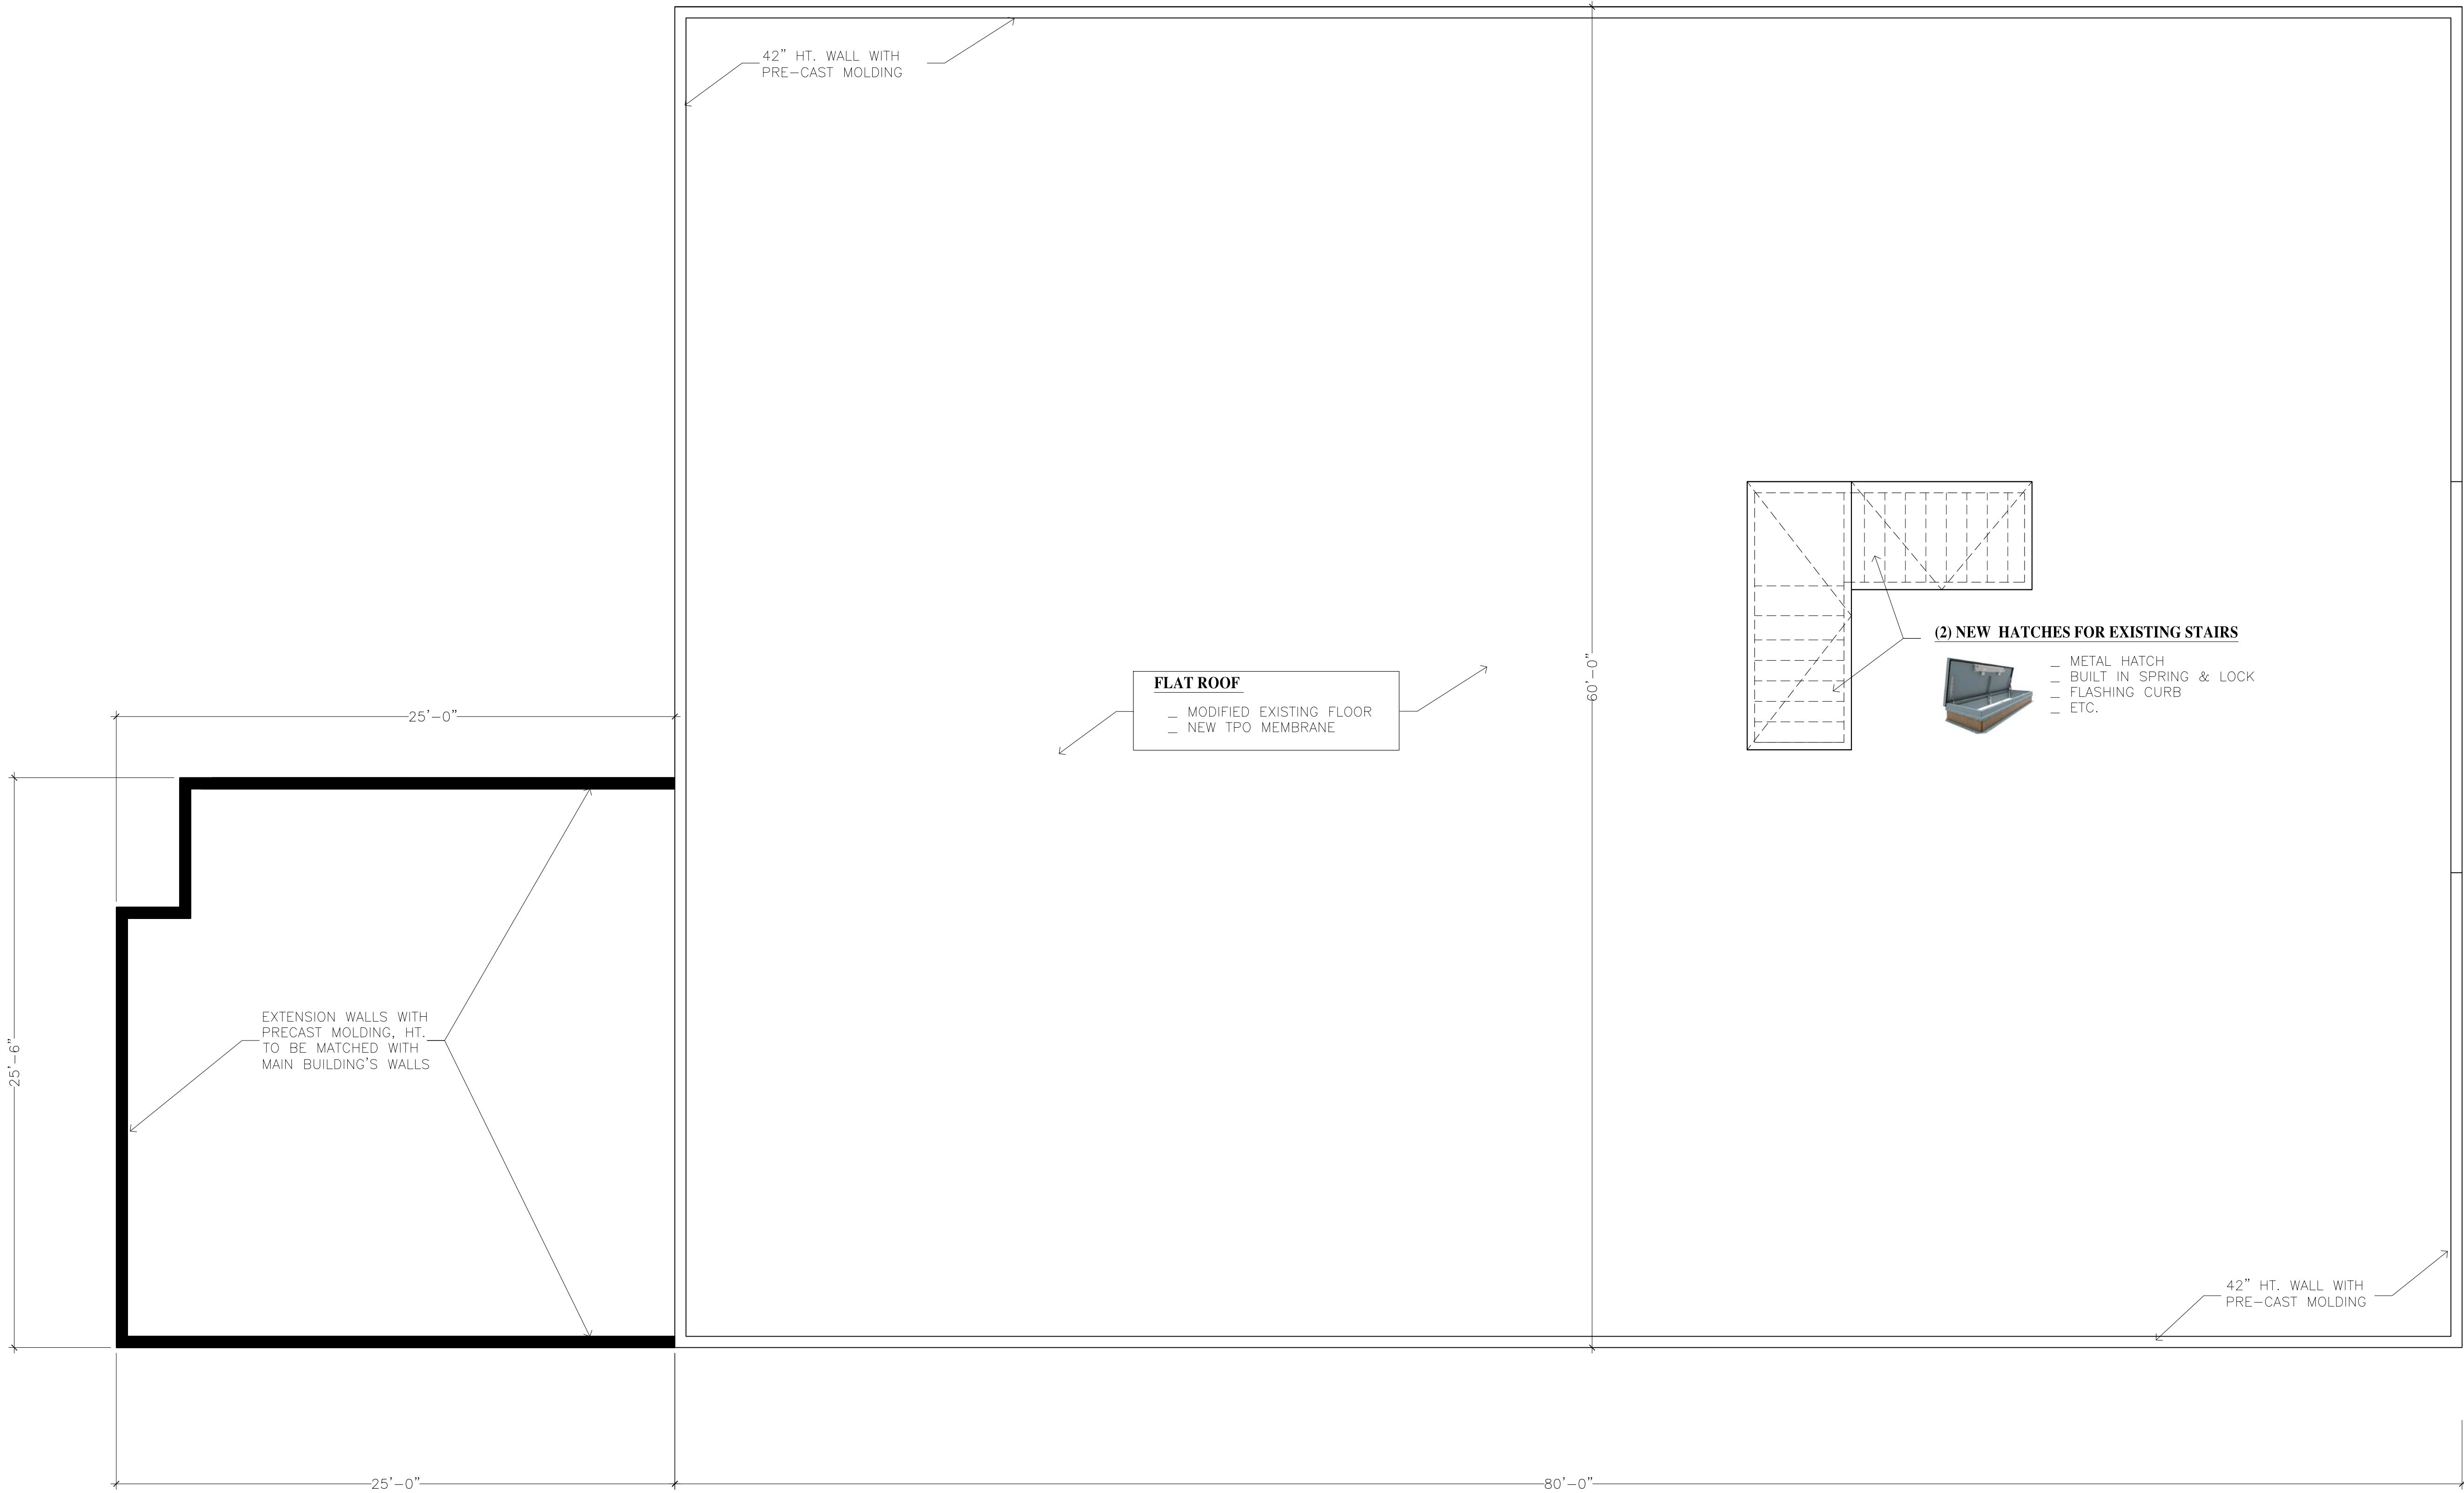 42" HT. WALL WITH
PRE-CAST MOLDING
60'-0"
(2) NEW HATCHES FOR EXISTING STAIRS
_ METAL HATCH
_ BUILT IN SPRING & LOCK
_ FLASHING CURB
_ ETC.
FLAT ROOF
_ MODIFIED EXISTING FLOOR
_ NEW TPO MEMBRANE
25'-0"
25'-6"
EXTENSION WALLS WITH
PRECAST MOLDING, HT.
TO BE MATCHED WITH
MAIN BUILDING'S WALLS
42" HT. WALL WITH
PRE-CAST MOLDING
25'-0"
80'-0"